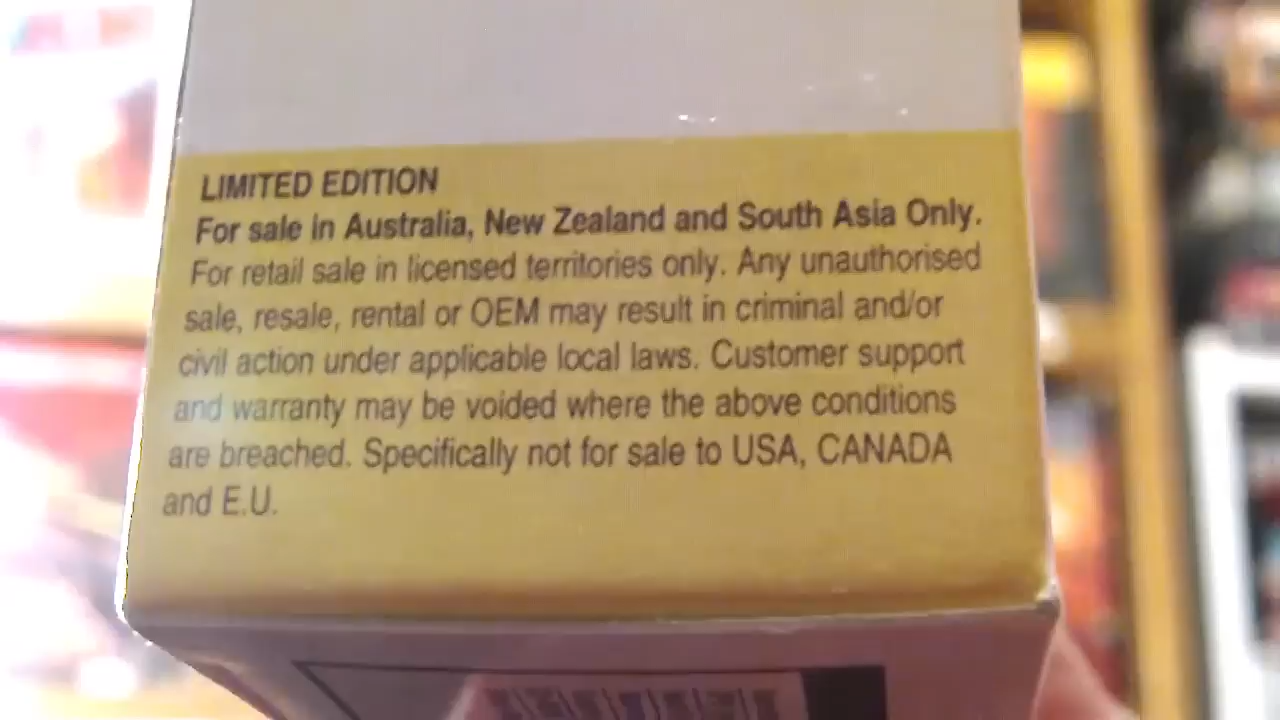 LIMITED EDITION
For sale in Australia, New Zealand and South Asia Only.
For retail sale in licensed territories only. Any unauthorised
sale, resale, rental or OEM may result in criminal and/or
civil action under applicable local laws. Customer support
and warranty may be voided where the above conditions
are breached. Specifically not for sale to USA, CANADA
and E.U.